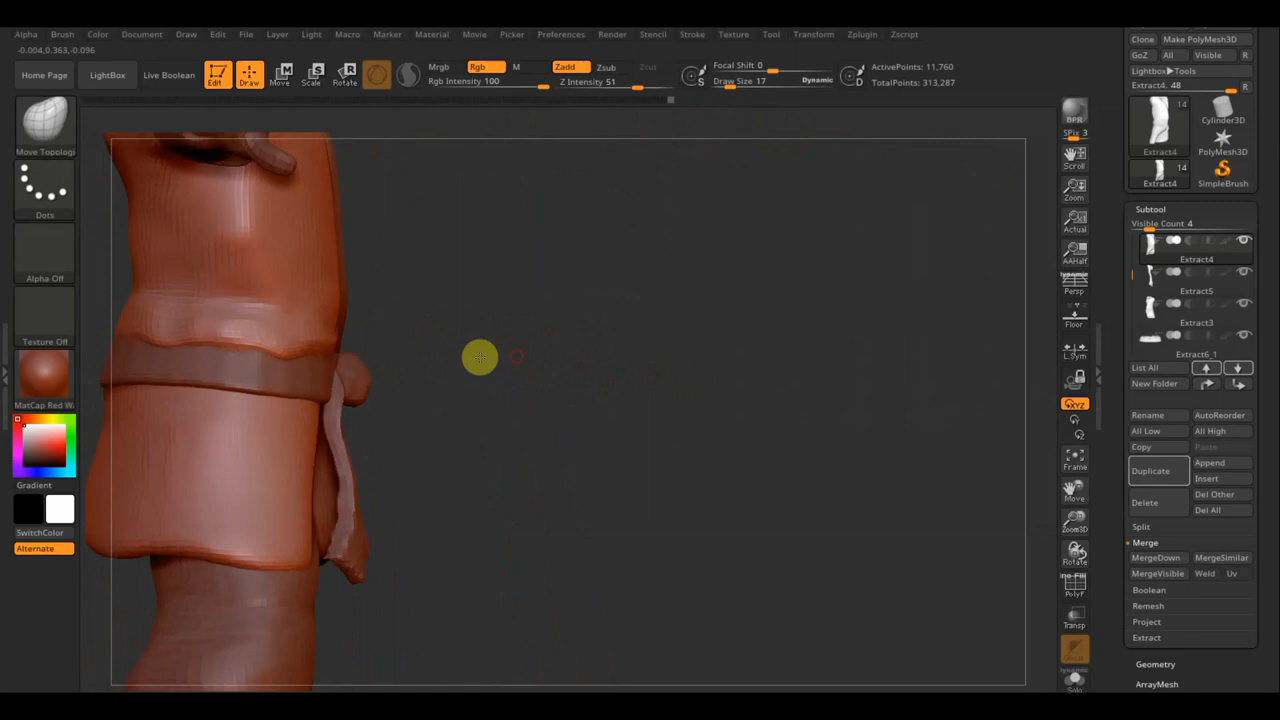 Alpha Brush Color Document Draw Edit File Layer Light Macro Marker Material Movie Picker Preferences Render Stencil Stroke Texture Tool Transform Zplugin Zscript
-0.004,0.363,-0.096
Home Page
LightBox
Live Boolean
Edit
Draw
Move
Scale
Rotate
Mrgb
Rgb
M
Rgb Intensity 100
Zadd
Zsub
Cut
Z Intensity 51
S
Focal Shift 0
Draw Size 17
Dynamic
D
ActivePoints: 11,760
TotalPoints: 313,287
Move Topologi
Dots
Alpha Off
Texture Off
MatCap Red W
Gradient
SwitchColor
Alternate
BPR
SPix 3
Scroll
Zoom
Actual
AAHalf
Dynamic
Persp
Floor
L.Sym
XYZ
Y
Z
Frame
Move
Zoom3D
Rotate
Line Fill
PolyF
Transp
Solo
Clone
Make PolyMesh3D
GoZ
All
Visible
R
Lightbox▶Tools
Extract4. 48
R
14
Extract4
Cylinder3D
PolyMesh3D
14
Extract4
SimpleBrush
Subtool
Visible Count 4
Extract4
Extract5
Extract3
Extract6_1
List All
New Folder
Rename
AutoReorder
All Low
All High
Copy
Paste
Duplicate
Append
Insert
Delete
Del Other
Del All
Split
Merge
MergeDown
MergeSimilar
MergeVisible
Weld
Uv
Boolean
Remesh
Project
Extract
Geometry
ArrayMesh